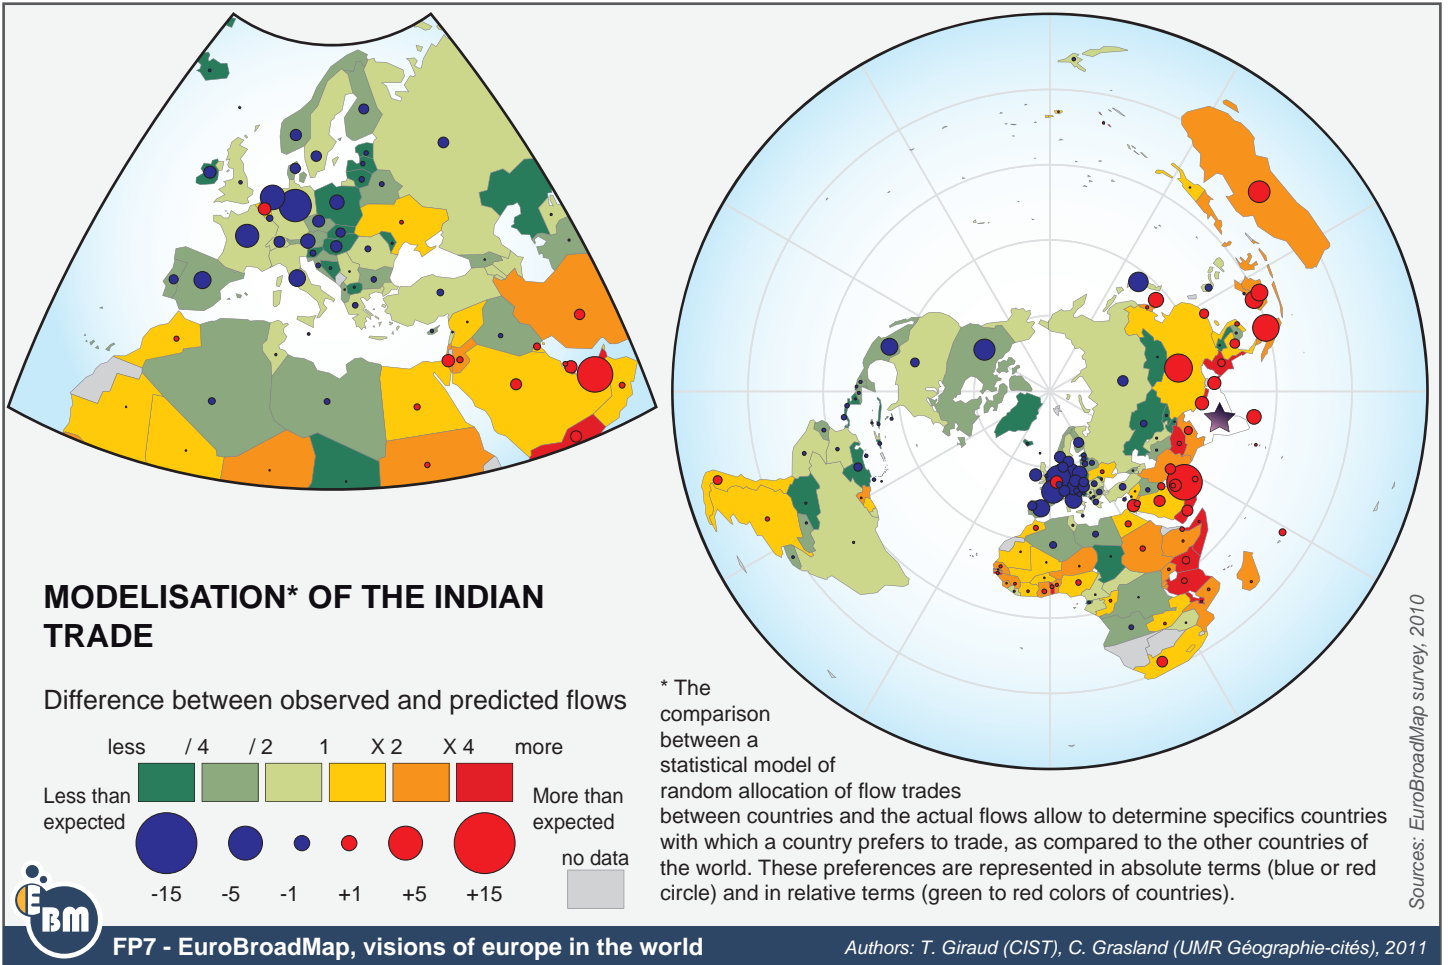 MODELISATION* OF THE INDIAN
TRADE
Difference between observed and predicted flows
less / 4 / 2 1 X 2 X 4 more
Less than
expected
More than
expected
no data
-15 -5 -1 +1 +5 +15
* The
comparison
between a
statistical model of
random allocation of flow trades
between countries and the actual flows allow to determine specifics countries
with which a country prefers to trade, as compared to the other countries of
the world. These preferences are represented in absolute terms (blue or red
circle) and in relative terms (green to red colors of countries).
Sources: EuroBroadMap survey, 2010
EBM
FP7 - EuroBroadMap, visions of europe in the world
Authors: T. Giraud (CIST), C. Grasland (UMR Géographie-cités), 2011